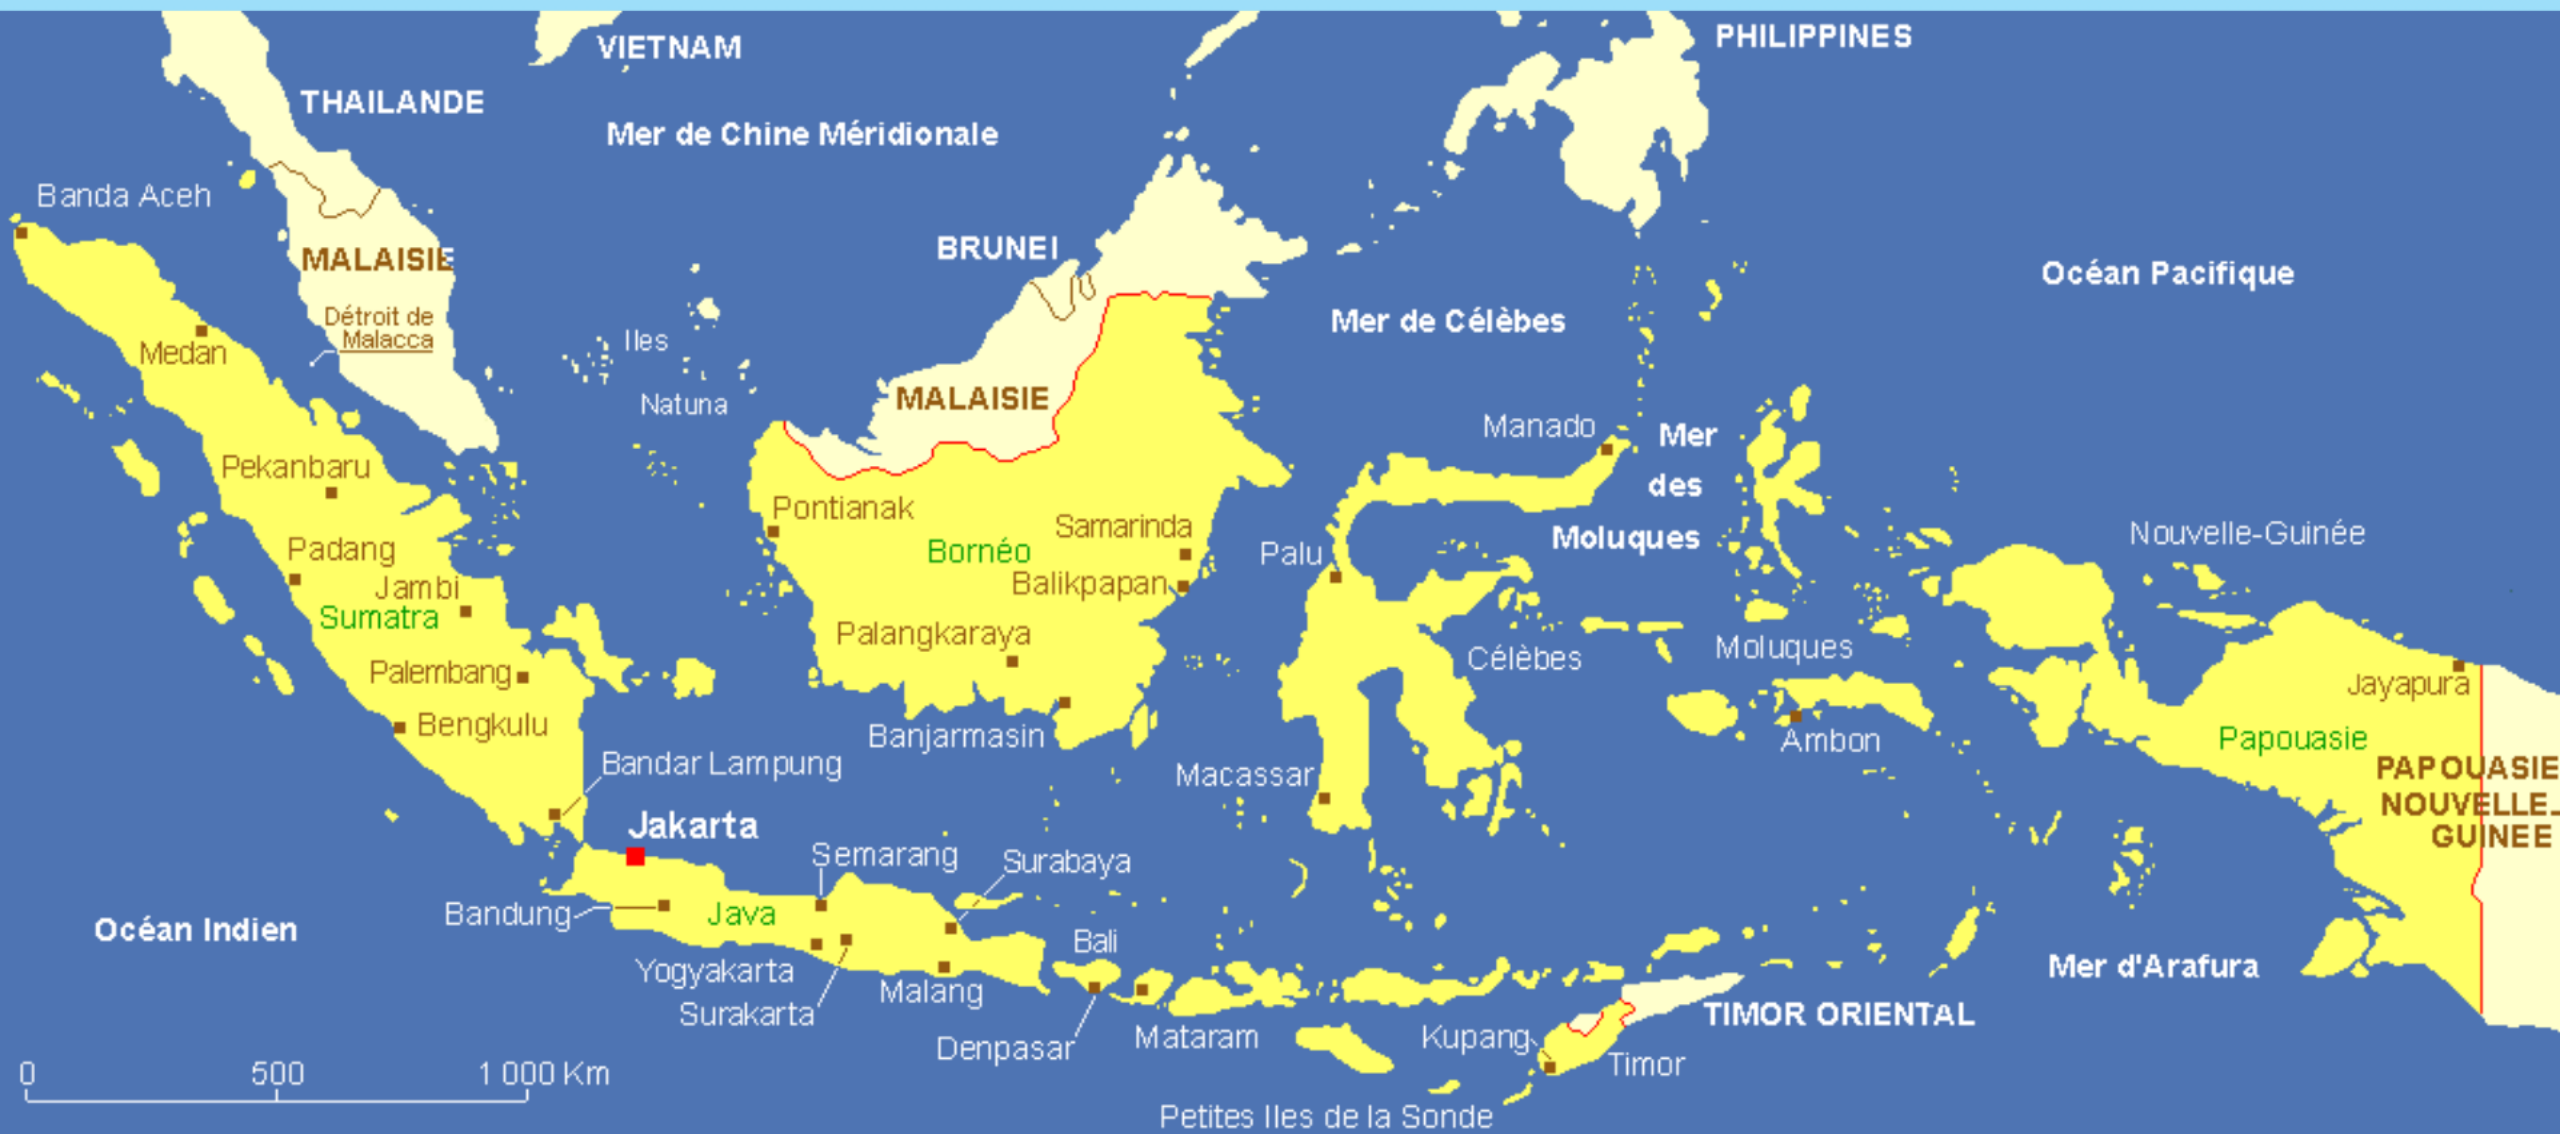 VIETNAM
PHILIPPINES
THAILANDE
Mer de Chine Méridionale
Banda Aceh
MALAISIE
BRUNEI
Océan Pacifique
Détroit de
Malacca
Iles
Natuna
Mer de Célèbes
Medan
MALAISIE
Manado
Mer
des
Moluques
Pekanbaru
Pontianak
Samarinda
Bornéo
Palu
Nouvelle-Guinée
Padang
Jambi
Sumatra
Balikpapan
Palangkaraya
Célèbes
Moluques
Palembang
Jayapura
Bengkulu
Banjarmasin
Ambon
Papouasie
Bandar Lampung
Macassar
PAPOUASIE
NOUVELLE-
GUINEE
Jakarta
Semarang
Surabaya
Bandung
Java
Océan Indien
Bali
Yogyakarta
Mer d'Arafura
Malang
Surakarta
TIMOR ORIENTAL
Denpasar
Mataram
Kupang
Timor
0 500 1 000 Km
Petites Iles de la Sonde